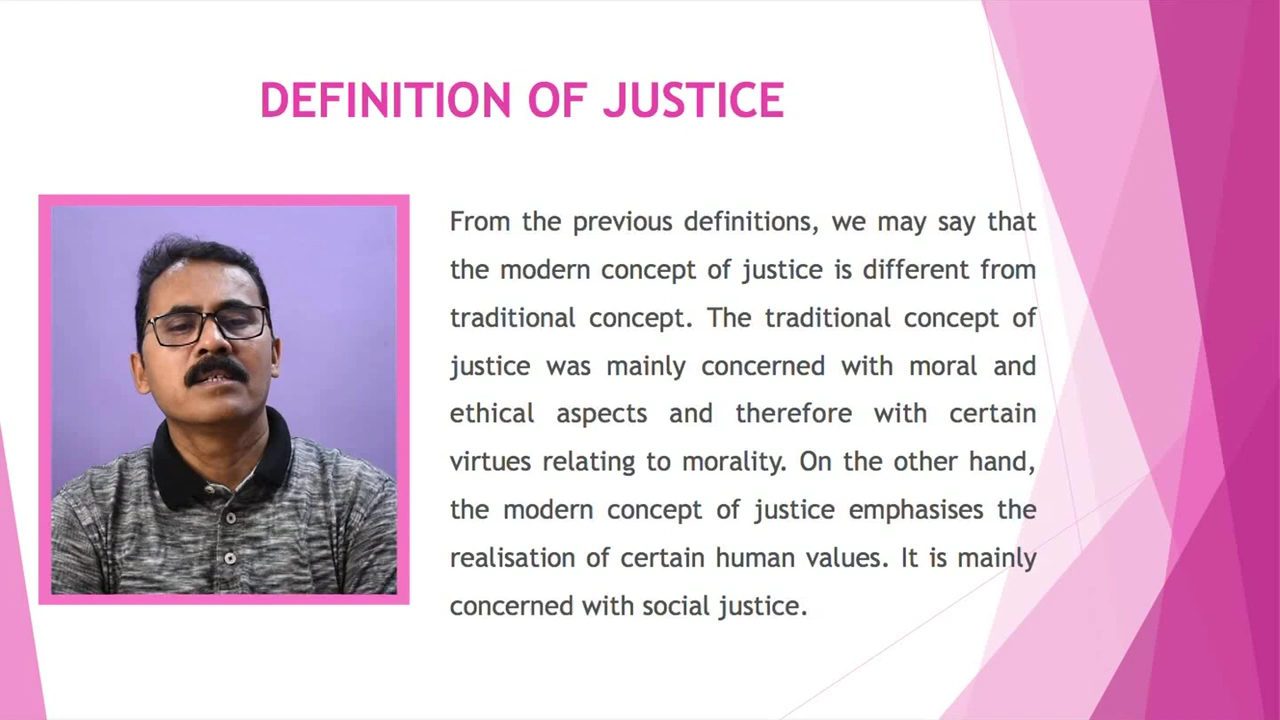 DEFINITION OF JUSTICE
From the previous definitions, we may say that
the modern concept of justice is different from
traditional concept. The traditional concept of
justice was mainly concerned with moral and
ethical aspects and therefore with certain
virtues relating to morality. On the other hand,
the modern concept of justice emphasises the
realisation of certain human values. It is mainly
concerned with social justice.